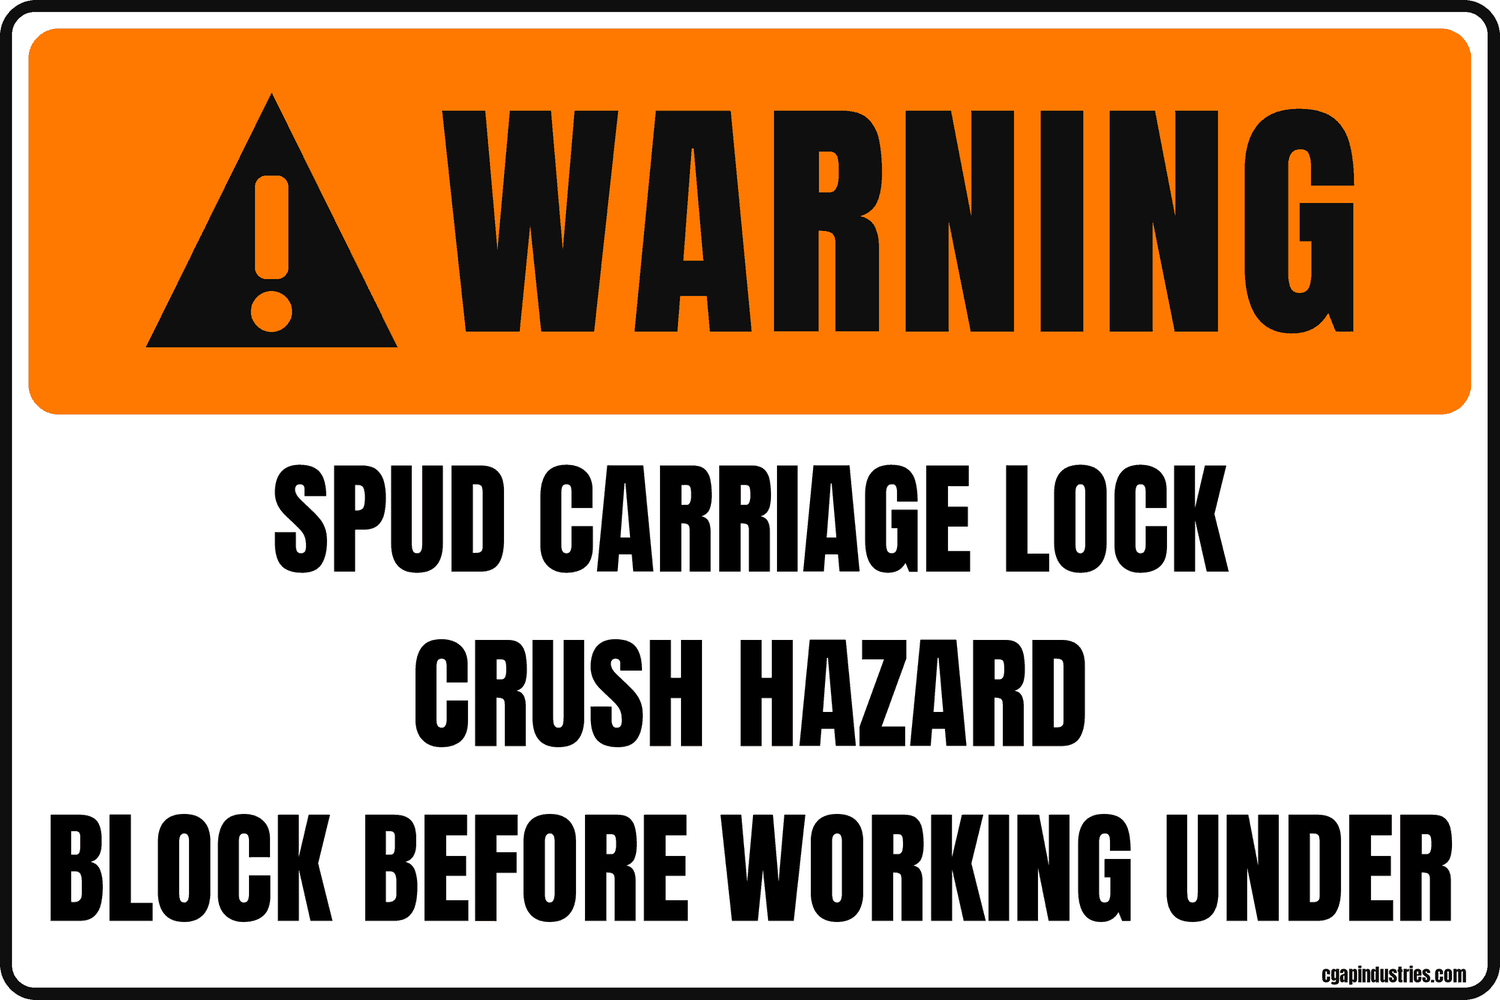 WARNING
SPUD CARRIAGE LOCK
CRUSH HAZARD
BLOCK BEFORE WORKING UNDER
cgapindustries.com